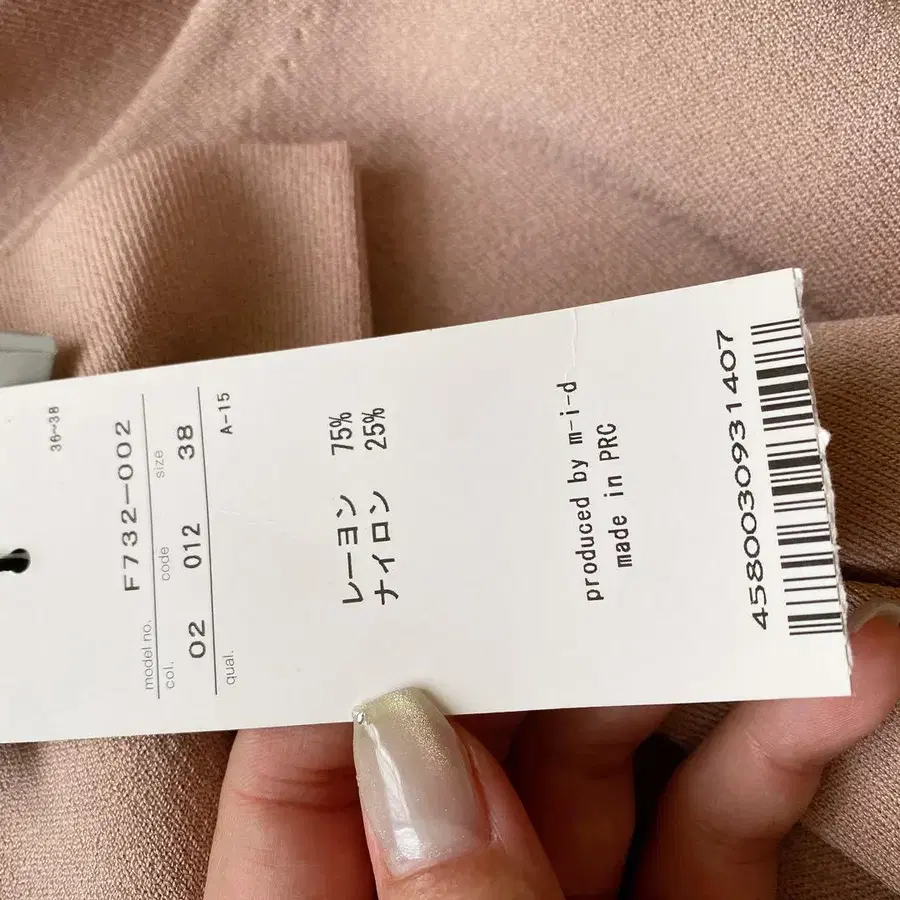 36~38
model no. F732-002
col. code size
02 012 38
qual. A-15
レーヨン 75%
ナイロン 25%
produced by m-i-d
made in PRC
4580030931407